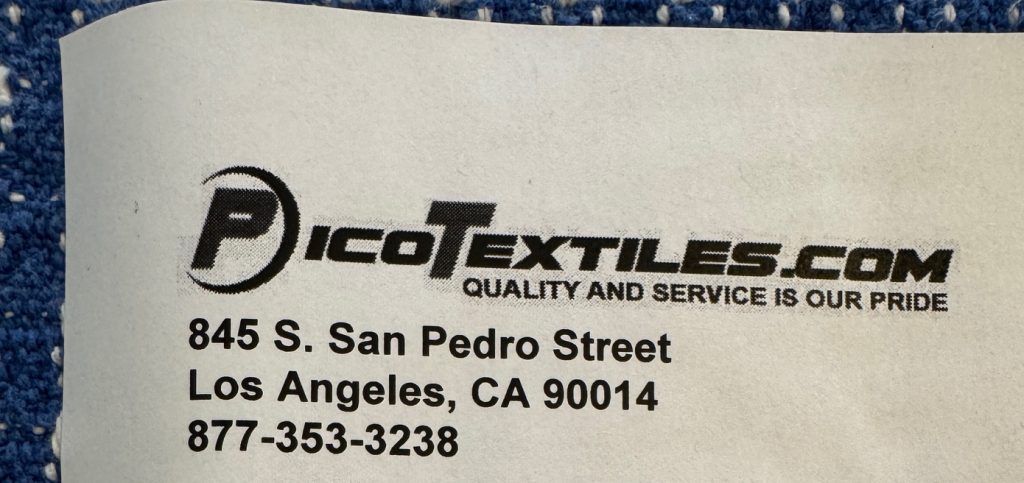 PICOTEXTILES.COM
QUALITY AND SERVICE IS OUR PRIDE
845 S. San Pedro Street
Los Angeles, CA 90014
877-353-3238